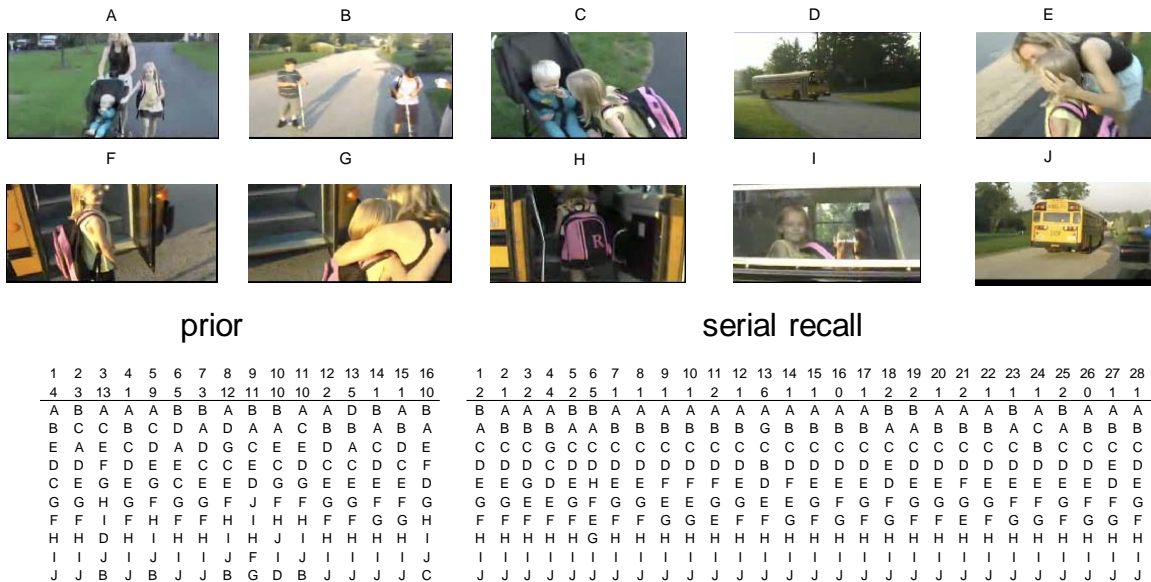 A B C D E
F G H I J
R
prior serial recall
1 2 3 4 5 6 7 8 9 10 11 12 13 14 15 16 1 2 3 4 5 6 7 8 9 10 11 12 13 14 15 16 17 18 19 20 21 22 23 24 25 26 27 28
4 3 13 1 9 5 3 12 11 10 10 2 5 1 1 10 2 1 2 4 2 5 1 1 1 1 2 1 6 1 1 0 1 2 2 1 2 1 1 1 2 0 1 1
A B A A A B B A B B A A D B A B B A A A B B A A A A A A A A A A A B B A A A B A B A A A
B C C B C D A D A A C B B A B A A B B B A A B B B B B B G B B B B A A B B B A C A B B B
E A E C D A D G C E E D A C D E C C C G C C C C C C C C C C C C C C C C C C C B C C C C
D D F D E E C C E C D C C D C F D D D C D D D D D D D D B D D D D E D D D D D D D D E D
C E G E G C E E D G G E E E E D E E G D E H E E F F F E D E E E E D E E F E E E E E D E
G G H G F G G F J F F G G F F G G G E E G F G G E E G G E G G F G F G G G G F F G F F G
F F I F H F F H I H H F F G G H F F F F F E F F G G E F F F F G F G F F E F G G F G G F
H H D H I H H I H J I H H H H I H H H H H G H H H H H H H H H H H H H H H H H H H H H H
I I J I J I I J F I J I I I I J I I I I I I I I I I I I I I I I I I I I I I I I I I I I
J J B J B J J B G D B J J J J C J J J J J J J J J J J J J J J J J J J J J J J J J J J J